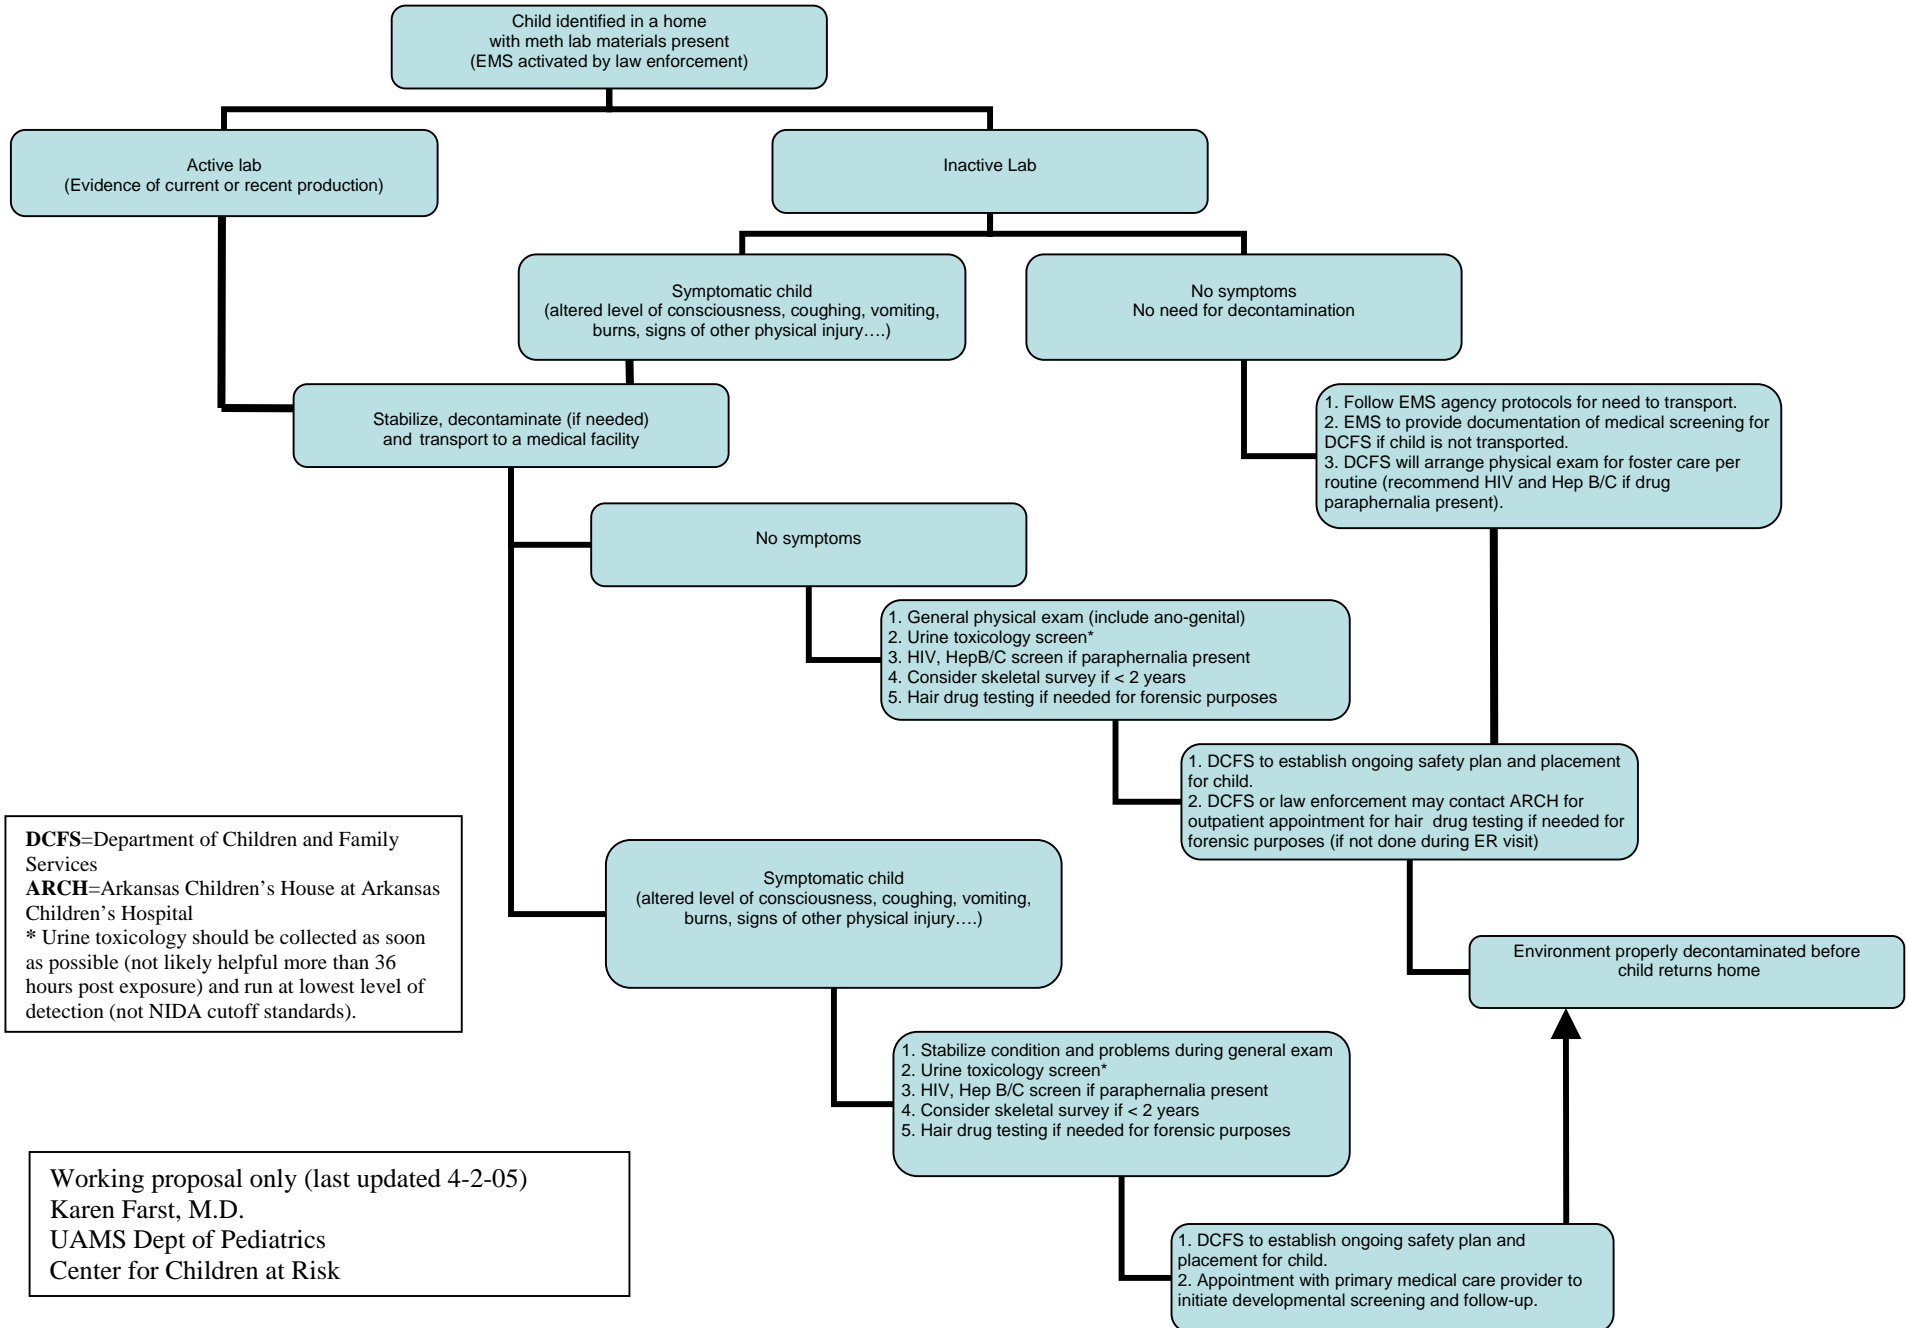 Child identified in a home
with meth lab materials present
(EMS activated by law enforcement)
Active lab
(Evidence of current or recent production)
Inactive Lab
Symptomatic child
(altered level of consciousness, coughing, vomiting,
burns, signs of other physical injury….)
No symptoms
No need for decontamination
Stabilize, decontaminate (if needed)
and transport to a medical facility
1. Follow EMS agency protocols for need to transport.
2. EMS to provide documentation of medical screening for
DCFS if child is not transported.
3. DCFS will arrange physical exam for foster care per
routine (recommend HIV and Hep B/C if drug
paraphernalia present).
No symptoms
1. General physical exam (include ano-genital)
2. Urine toxicology screen*
3. HIV, HepB/C screen if paraphernalia present
4. Consider skeletal survey if < 2 years
5. Hair drug testing if needed for forensic purposes
1. DCFS to establish ongoing safety plan and placement
for child.
2. DCFS or law enforcement may contact ARCH for
outpatient appointment for hair drug testing if needed for
forensic purposes (if not done during ER visit)
DCFS=Department of Children and Family
Services
ARCH=Arkansas Children's House at Arkansas
Children's Hospital
* Urine toxicology should be collected as soon
as possible (not likely helpful more than 36
hours post exposure) and run at lowest level of
detection (not NIDA cutoff standards).
Symptomatic child
(altered level of consciousness, coughing, vomiting,
burns, signs of other physical injury….)
Environment properly decontaminated before
child returns home
1. Stabilize condition and problems during general exam
2. Urine toxicology screen*
3. HIV, Hep B/C screen if paraphernalia present
4. Consider skeletal survey if < 2 years
5. Hair drug testing if needed for forensic purposes
Working proposal only (last updated 4-2-05)
Karen Farst, M.D.
UAMS Dept of Pediatrics
Center for Children at Risk
1. DCFS to establish ongoing safety plan and
placement for child.
2. Appointment with primary medical care provider to
initiate developmental screening and follow-up.